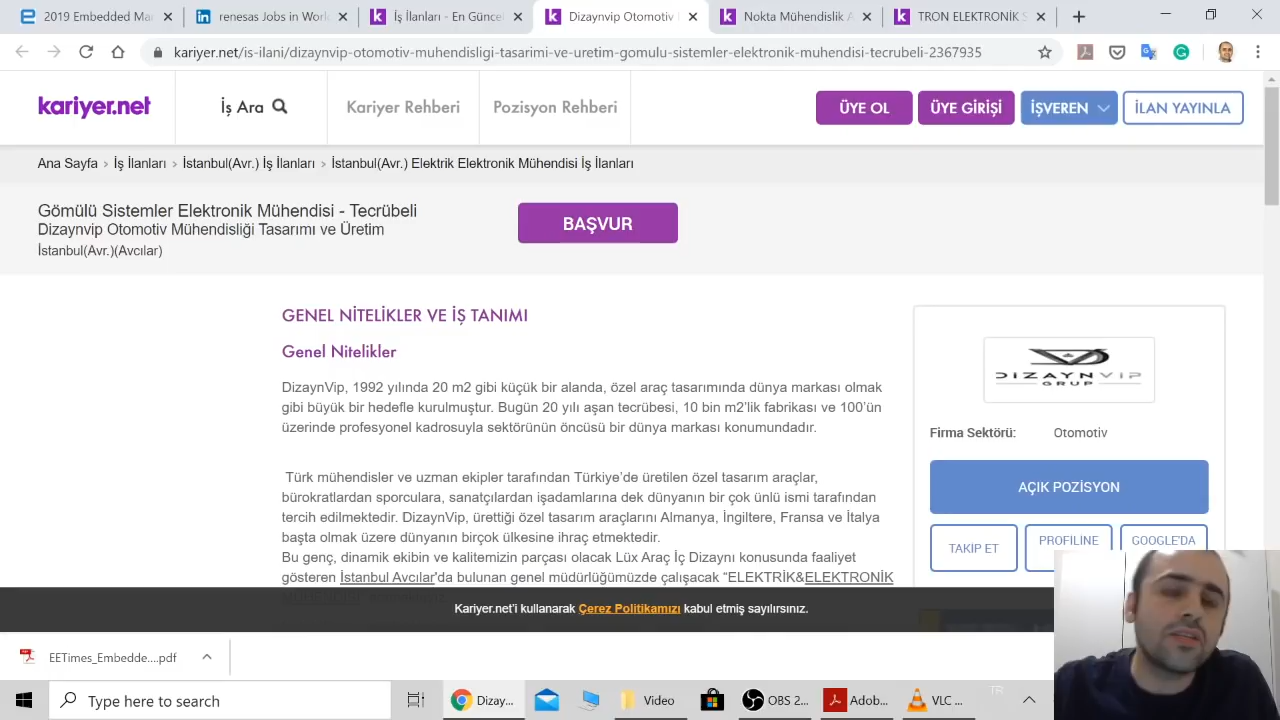 2019 Embedded Mar
renesas Jobs in World
İş İlanları - En Güncel
Dizaynvip Otomotiv
Nokta Mühendislik A
TRON ELEKTRONİK S
kariyer.net/is-ilani/dizaynvip-otomotiv-muhendisligi-tasarimi-ve-uretim-gomulu-sistemler-elektronik-muhendisi-tecrubeli-2367935
kariyer.net
İş Ara
Kariyer Rehberi
Pozisyon Rehberi
ÜYE OL
ÜYE GİRİŞİ
İŞVEREN
İLAN YAYINLA
Ana Sayfa > İş İlanları > İstanbul(Avr.) İş İlanları > İstanbul(Avr.) Elektrik Elektronik Mühendisi İş İlanları
Gömülü Sistemler Elektronik Mühendisi - Tecrübeli
Dizaynvip Otomotiv Mühendisliği Tasarımı ve Üretim
İstanbul(Avr.)(Avcılar)
BAŞVUR
GENEL NİTELİKLER VE İŞ TANIMI
Genel Nitelikler
DizaynVip, 1992 yılında 20 m2 gibi küçük bir alanda, özel araç tasarımında dünya markası olmak
gibi büyük bir hedefle kurulmuştur. Bugün 20 yılı aşan tecrübesi, 10 bin m2'lik fabrikası ve 100'ün
üzerinde profesyonel kadrosuyla sektörünün öncüsü bir dünya markası konumundadır.
Türk mühendisler ve uzman ekipler tarafından Türkiye'de üretilen özel tasarım araçlar,
bürokratlardan sporculara, sanatçılardan işadamlarına dek dünyanın bir çok ünlü ismi tarafından
tercih edilmektedir. DizaynVip, ürettiği özel tasarım araçlarını Almanya, İngiltere, Fransa ve İtalya
başta olmak üzere dünyanın birçok ülkesine ihraç etmektedir.
Bu genç, dinamik ekibin ve kalitemizin parçası olacak Lüx Araç İç Dizaynı konusunda faaliyet
gösteren İstanbul Avcılar'da bulunan genel müdürlüğümüzde çalışacak "ELEKTRİK&ELEKTRONİK
DIZAYN VIP
GRUP
Firma Sektörü: Otomotiv
AÇIK POZİSYON
TAKİP ET
PROFİLİNE
GOOGLE'DA
Kariyer.net'i kullanarak Çerez Politikamızı kabul etmiş sayılırsınız.
EETimes_Embedde....pdf
Type here to search
Dizay...
Video
OBS 2...
Adob...
VLC ...
TR